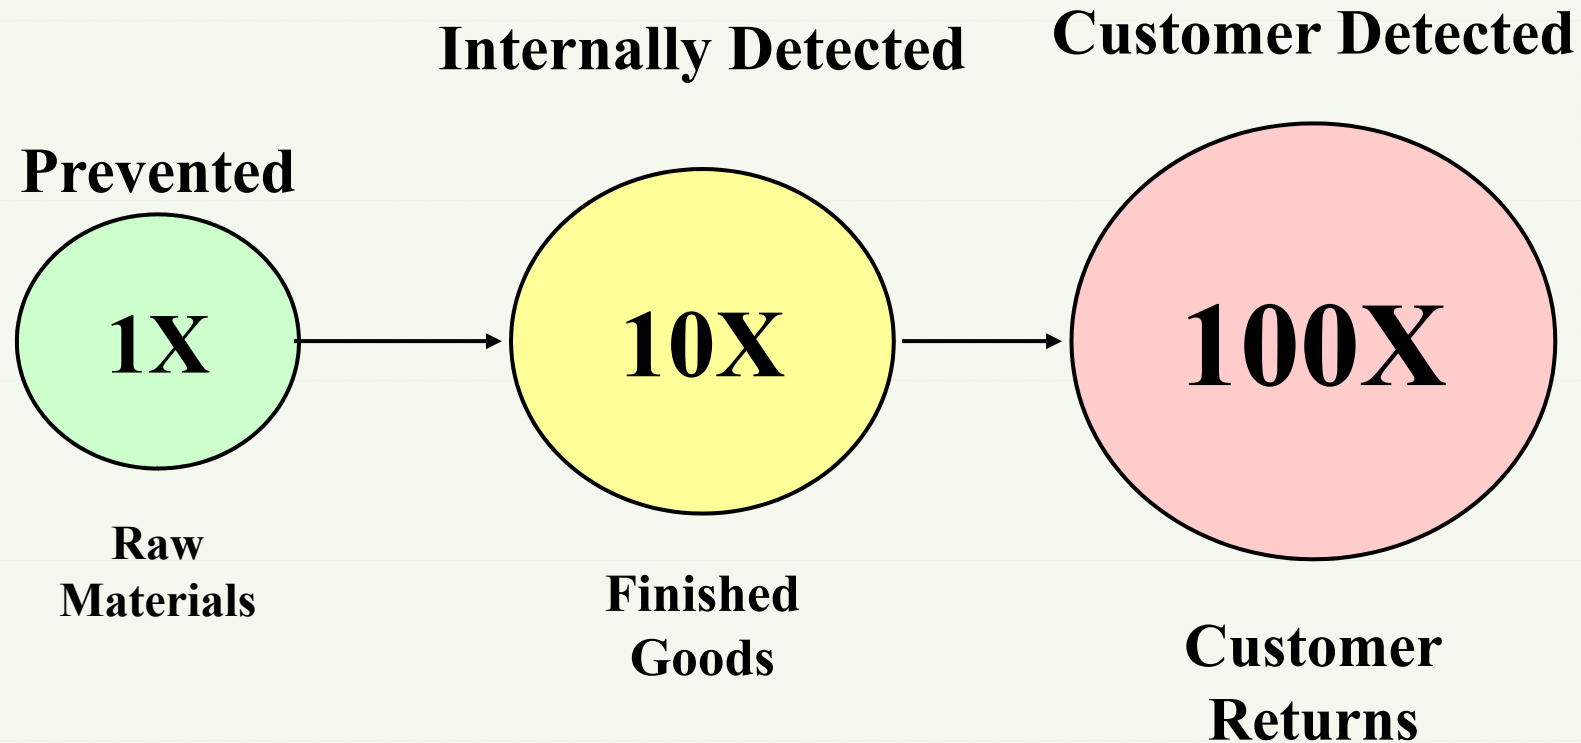 Prevented
1X
Raw
Materials
Internally Detected
10X
Finished
Goods
Customer Detected
100X
Customer
Returns